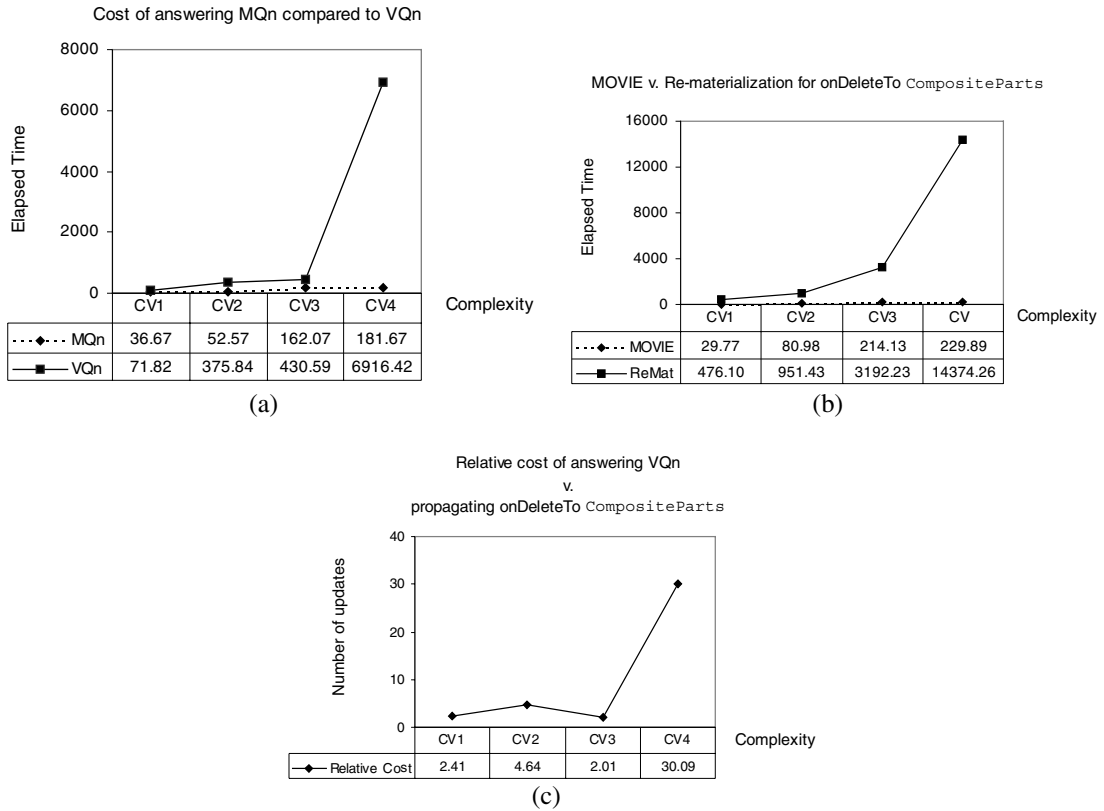 Cost of answering MQn compared to VQn
8000
6000
4000
2000
0
Elapsed Time
CV1 CV2 CV3 CV4
Complexity
MQn 36.67 52.57 162.07 181.67
VQn 71.82 375.84 430.59 6916.42
(a)
MOVIE v. Re-materialization for onDeleteTo CompositeParts
16000
12000
8000
4000
0
Elapsed Time
CV1 CV2 CV3 CV
Complexity
MOVIE 29.77 80.98 214.13 229.89
ReMat 476.10 951.43 3192.23 14374.26
(b)
Relative cost of answering VQn
v.
propagating onDeleteTo CompositeParts
40
30
20
10
0
Number of updates
CV1 CV2 CV3 CV4
Complexity
Relative Cost 2.41 4.64 2.01 30.09
(c)